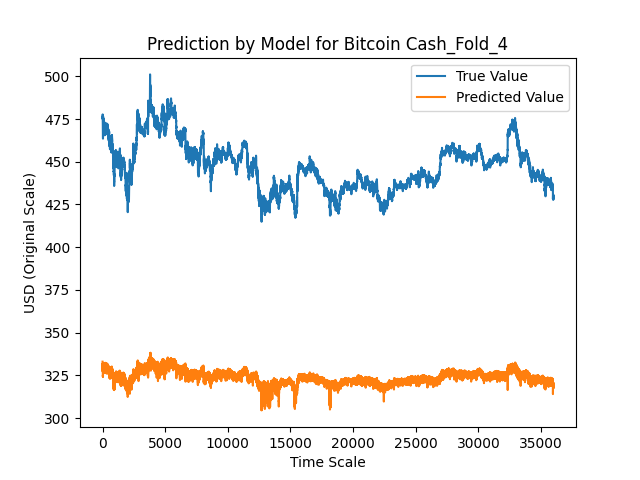 Prediction by Model for Bitcoin Cash_Fold_4
True Value
Predicted Value
USD (Original Scale)
500
475
450
425
400
375
350
325
300
0 5000 10000 15000 20000 25000 30000 35000
Time Scale